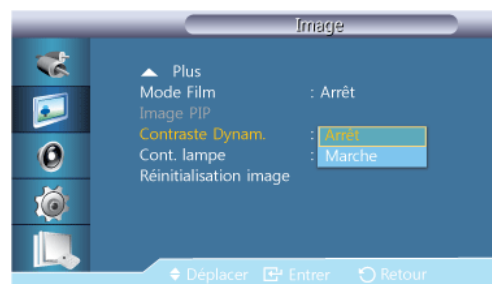 Image
Plus
Mode Film : Arrêt
Image PIP
Contraste Dynam. : Arrêt
Cont. lampe : Marche
Réinitialisation image
Déplacer Entrer Retour